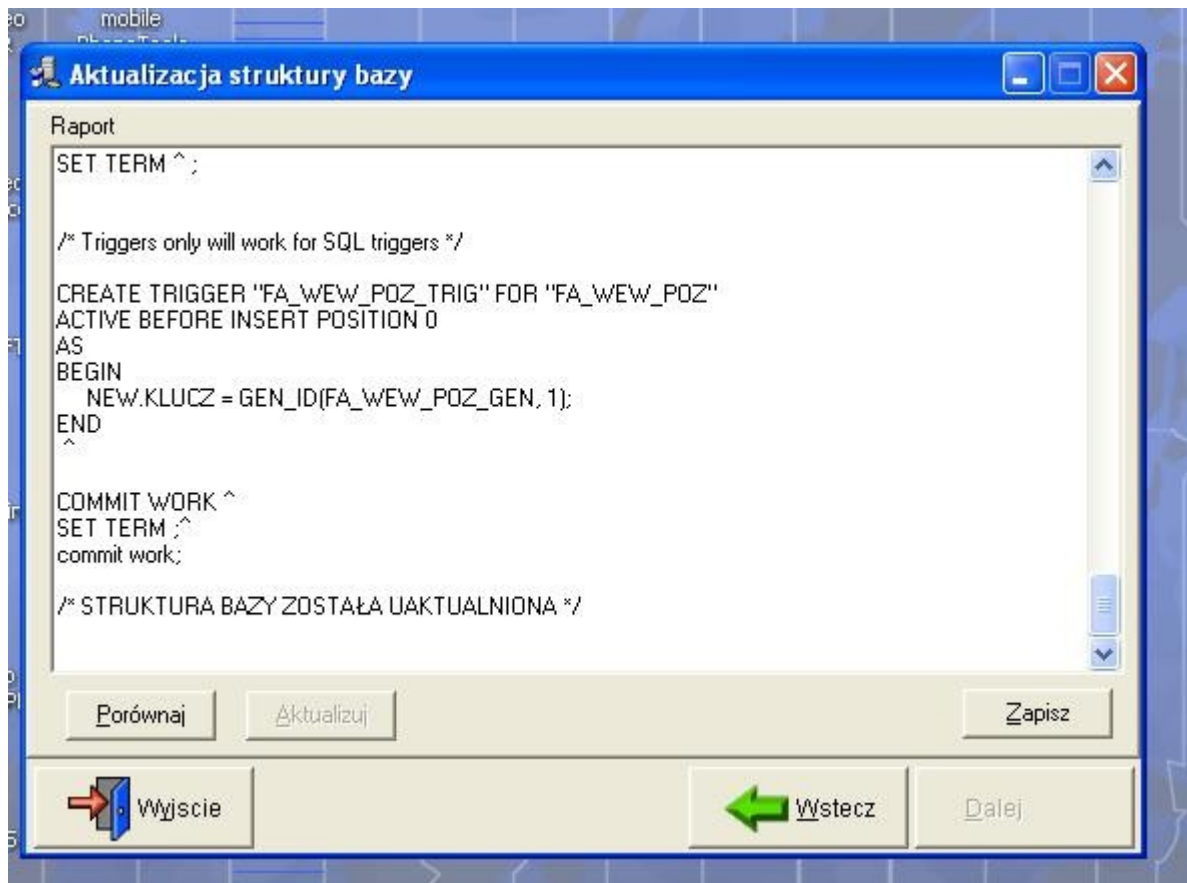 mobile
Aktualizacja struktury bazy
Raport
SET TERM ^ ;
/* Triggers only will work for SQL triggers */
CREATE TRIGGER "FA_WEW_POZ_TRIG" FOR "FA_WEW_POZ"
ACTIVE BEFORE INSERT POSITION 0
AS
BEGIN
NEW.KLUCZ = GEN_ID(FA_WEW_POZ_GEN, 1);
END
^
COMMIT WORK ^
SET TERM ;^
commit work;
/* STRUKTURA BAZY ZOSTAŁA UAKTUALNIONA */
Porównaj Aktualizuj Zapisz
Wyjscie Wstecz Dalej